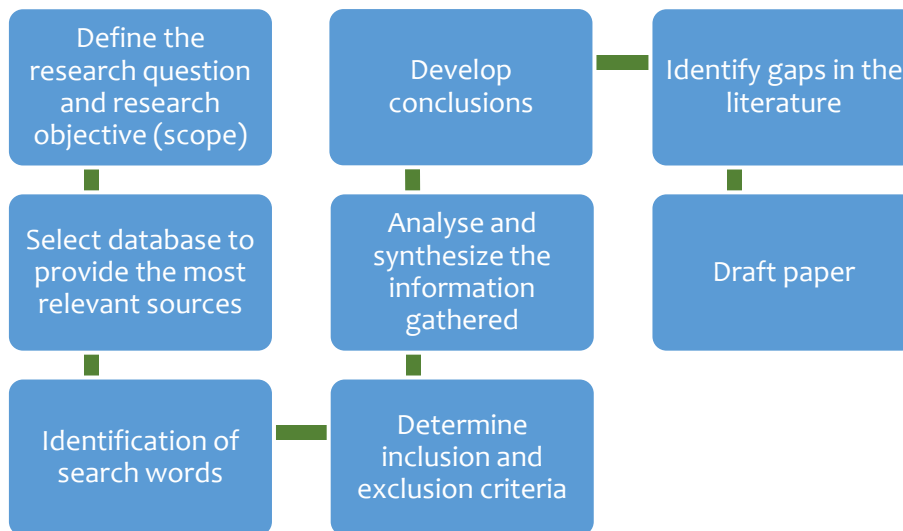 Define the
research question
and research
objective (scope)
Select database to
provide the most
relevant sources
Identification of
search words
Determine
inclusion and
exclusion criteria
Analyse and
synthesize the
information
gathered
Develop
conclusions
Identify gaps in the
literature
Draft paper